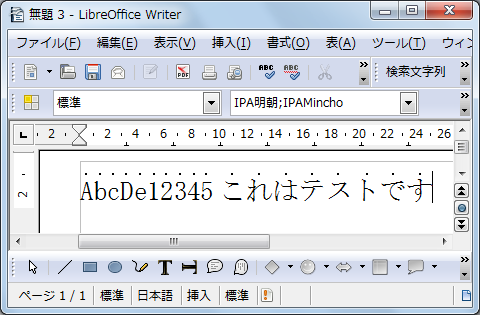 無題 3 - LibreOffice Writer
ファイル(F) 編集(E) 表示(V) 挿入(I) 書式(O) 表(A) ツール(T) ウィン
PDF ABC ABC 検索文字列
標準 IPA明朝;IPAMincho
2 2 4 6 8 10 12 14 16 18 20 22 24 26
2
AbcDe12345 これはテストです
T
ページ 1 / 1 標準 日本語 挿入 標準